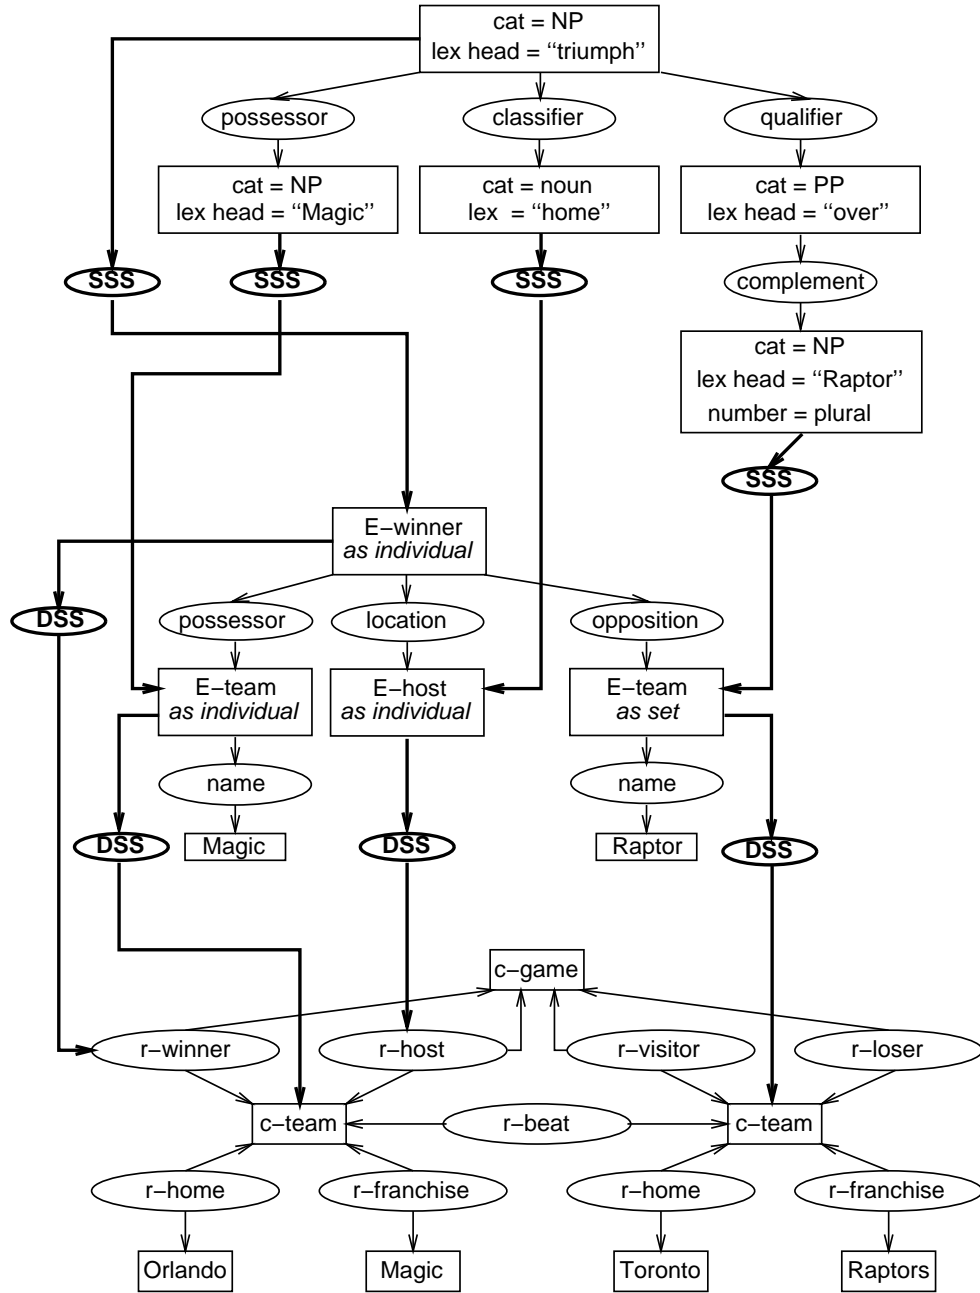 cat = NP
lex head = “triumph”
possessor
classifier
qualifier
cat = NP
lex head = “Magic”
cat = noun
lex = “home”
cat = PP
lex head = “over”
SSS
SSS
SSS
complement
cat = NP
lex head = “Raptor”
number = plural
SSS
E−winner
as individual
DSS
possessor
location
opposition
E−team
as individual
E−host
as individual
E−team
as set
name
name
DSS
Magic
DSS
Raptor
DSS
c−game
r−winner
r−host
r−visitor
r−loser
c−team
r−beat
c−team
r−home
r−franchise
r−home
r−franchise
Orlando
Magic
Toronto
Raptors